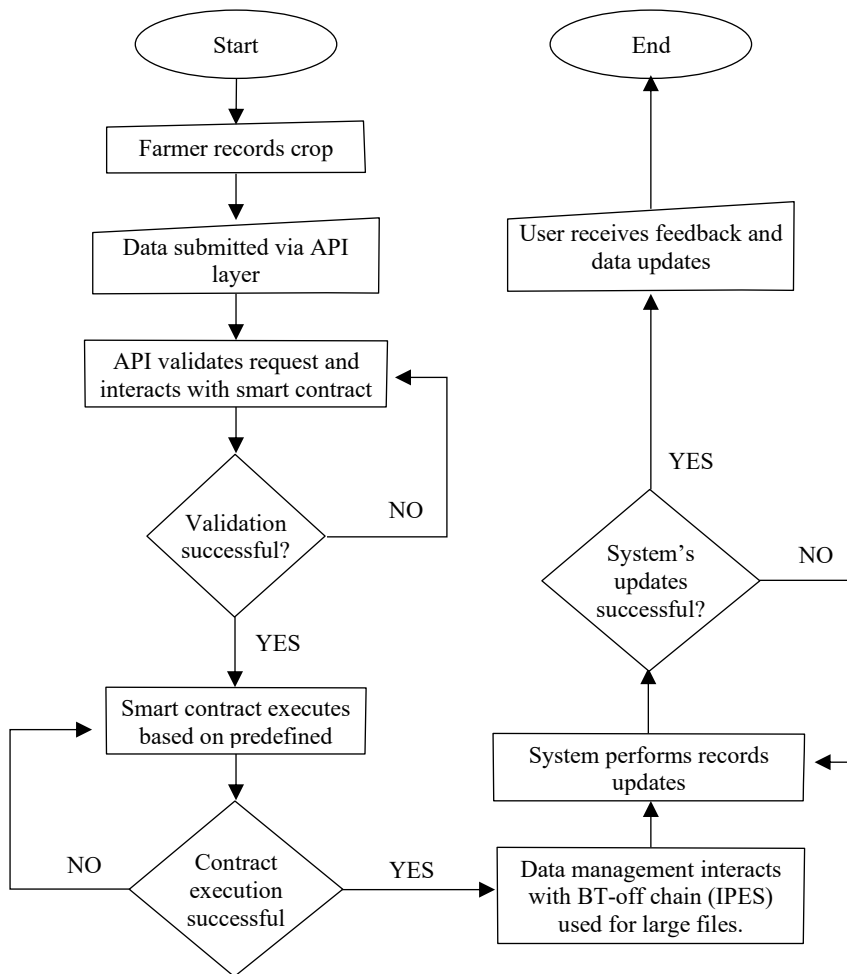 Start
Farmer records crop
Data submitted via API
layer
API validates request and
interacts with smart contract
Validation
successful?
NO
YES
Smart contract executes
based on predefined
Contract
execution
successful
NO
YES
Data management interacts
with BT-off chain (IPES)
used for large files.
System performs records
updates
System’s
updates
successful?
NO
YES
User receives feedback and
data updates
End